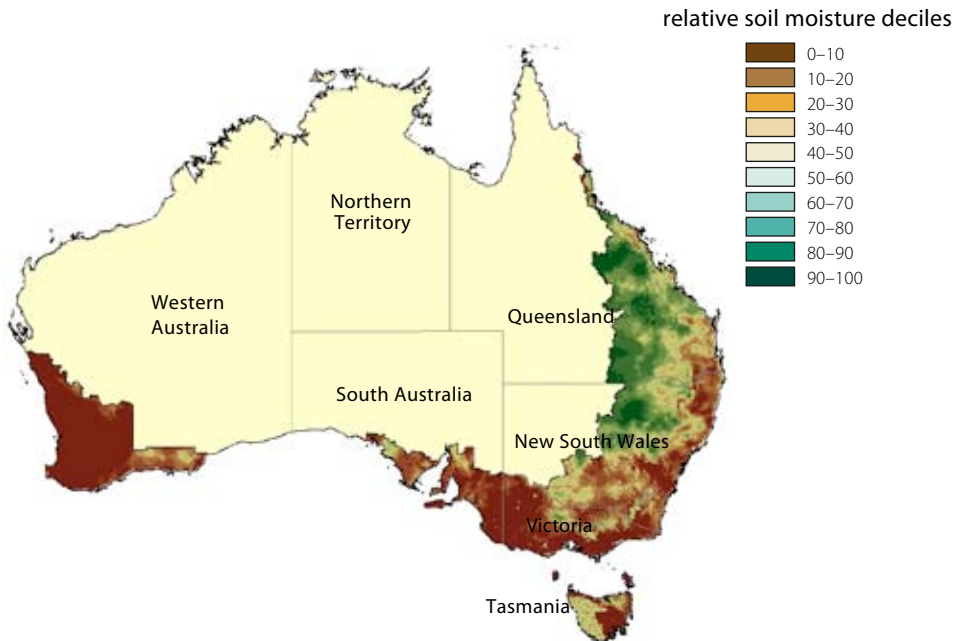 relative soil moisture deciles
0–10
10–20
20–30
30–40
40–50
50–60
60–70
70–80
80–90
90–100
Northern
Territory
Western
Australia
Queensland
South Australia
New South Wales
Victoria
Tasmania